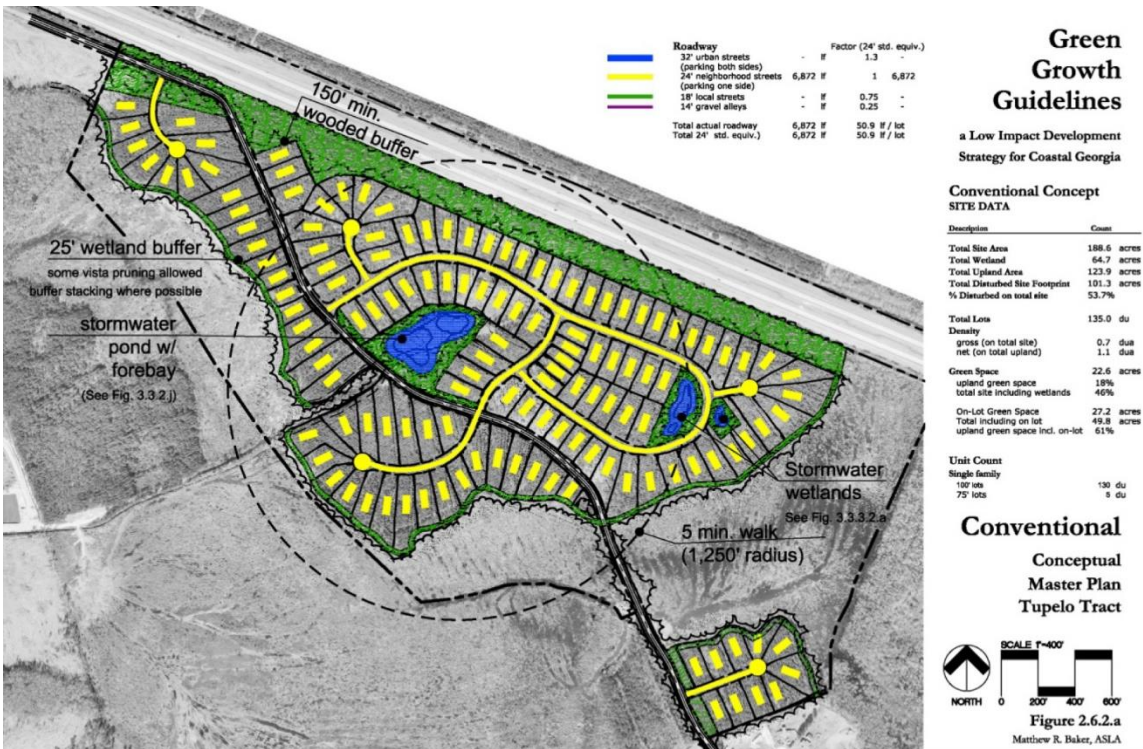 Roadway Factor (24' std. equiv.)
32' urban streets - lf 1.3 -
(parking both sides)
24' neighborhood streets 6,872 lf 1 6,872
(parking one side)
18' local streets - lf 0.75 -
14' gravel alleys - lf 0.25 -
Total actual roadway 6,872 lf 50.9 lf / lot
Total 24' std. equiv.) 6,872 lf 50.9 lf / lot
150' min.
wooded buffer
25' wetland buffer
some vista pruning allowed
buffer stacking where possible
stormwater
pond w/
forebay
(See Fig. 3.3.2.j)
Stormwater
wetlands
See Fig. 3.3.3.2.a
5 min. walk
(1,250' radius)
Green
Growth
Guidelines
a Low Impact Development
Strategy for Coastal Georgia
Conventional Concept
SITE DATA
Description Count
Total Site Area 188.6 acres
Total Wetland 64.7 acres
Total Upland Area 123.9 acres
Total Disturbed Site Footprint 101.3 acres
% Disturbed on total site 53.7%
Total Lots 135.0 du
Density
gross (on total site) 0.7 dua
net (on total upland) 1.1 dua
Green Space 22.6 acres
upland green space 18%
total site including wetlands 46%
On-Lot Green Space 27.2 acres
Total including on lot 49.8 acres
upland green space incl. on-lot 61%
Unit Count
Single family
100' lots 130 du
75' lots 5 du
Conventional
Conceptual
Master Plan
Tupelo Tract
SCALE 1"=400'
NORTH 0 200' 400' 600'
Figure 2.6.2.a
Matthew R. Baker, ASLA